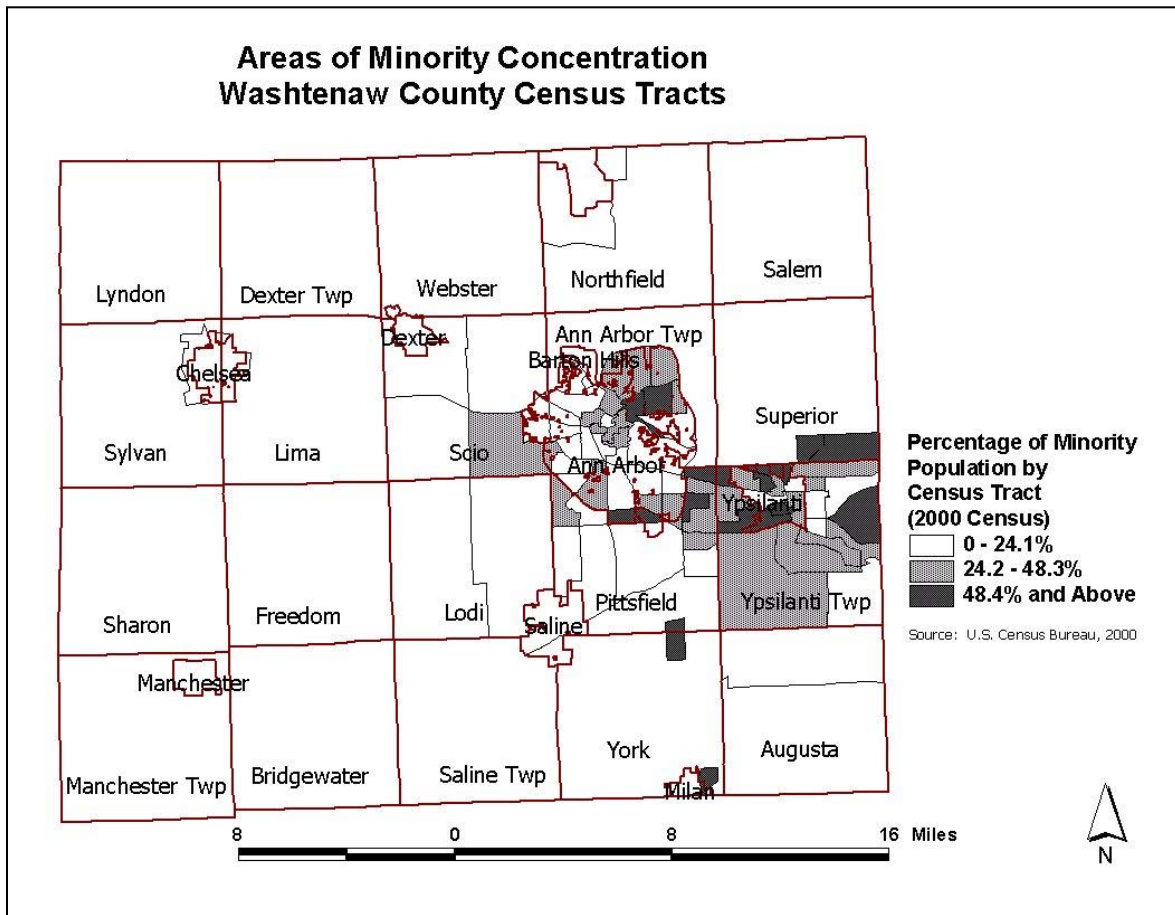 Areas of Minority Concentration
Washtenaw County Census Tracts
Lyndon
Dexter Twp
Webster
Northfield
Salem
Chelsea
Dexter
Ann Arbor Twp
Barton Hills
Sylvan
Lima
Scio
Ann Arbor
Superior
Ypsilanti
Sharon
Freedom
Lodi
Saline
Pittsfield
Ypsilanti Twp
Manchester
Manchester Twp
Bridgewater
Saline Twp
York
Milan
Augusta
Percentage of Minority
Population by
Census Tract
(2000 Census)
0 - 24.1%
24.2 - 48.3%
48.4% and Above
Source: U.S. Census Bureau, 2000
8 0 8 16 Miles
N